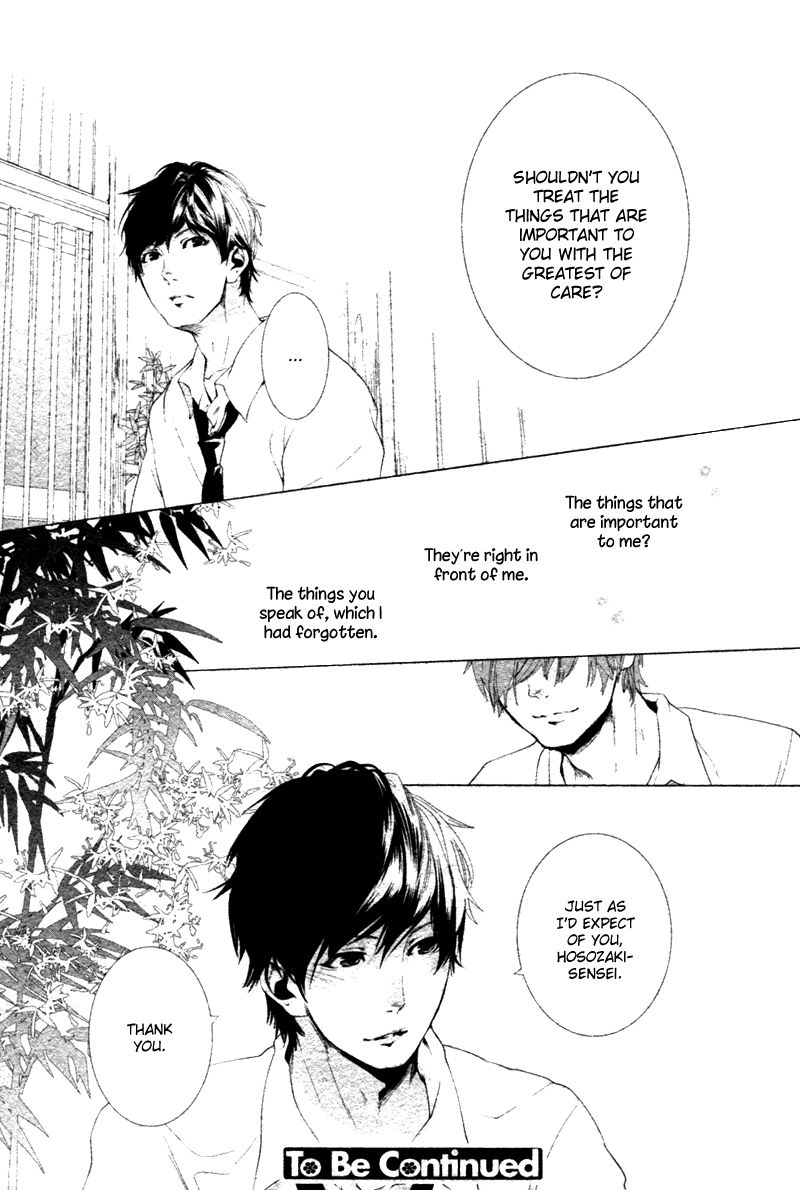 SHOULDN'T YOU
TREAT THE
THINGS THAT ARE
IMPORTANT TO
YOU WITH THE
GREATEST OF
CARE?
...
The things that
are important
to me?
They're right in
front of me.
The things you
speak of, which I
had forgotten.
JUST AS
I'D EXPECT
OF YOU,
HOSOZAKI-
SENSEI.
THANK
YOU.
To Be Continued